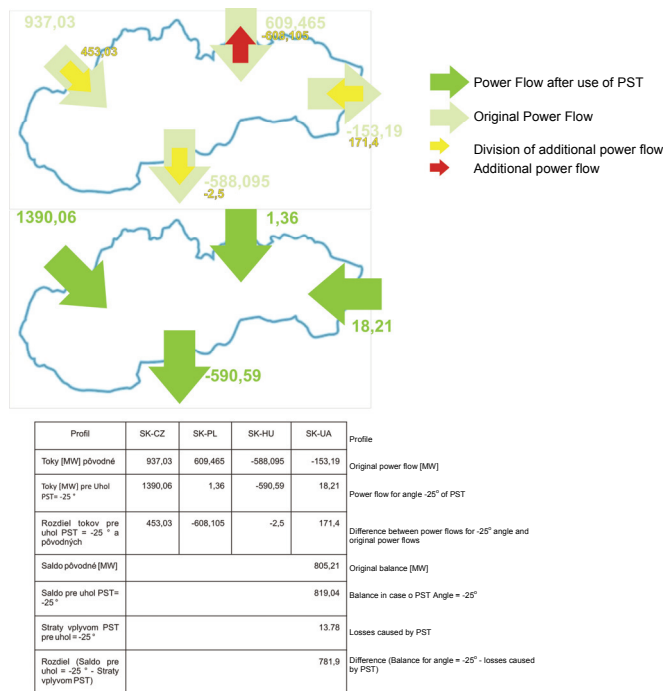 937,03
609,465
-608,105
453,03
-153,19
171,4
-588,095
-2,5
Power Flow after use of PST
Original Power Flow
Division of additional power flow
Additional power flow
1390,06
1,36
18,21
-590,59
Profil SK-CZ SK-PL SK-HU SK-UA Profile
Toky [MW] pôvodné 937,03 609,465 -588,095 -153,19 Original power flow [MW]
Toky [MW] pre Uhol 1390,06 1,36 -590,59 18,21 Power flow for angle -25° of PST
PST= -25 °
Rozdiel tokov pre 453,03 -608,105 -2,5 171,4 Difference between power flows for -25° angle and
uhol PST = -25 ° a original power flows
pôvodných
Saldo pôvodné [MW] 805,21 Original balance [MW]
Saldo pre uhol PST= 819,04 Balance in case o PST Angle = -25°
-25 °
Straty vplyvom PST 13.78 Losses caused by PST
pre uhol = -25 °
Rozdiel (Saldo pre 781,9 Difference (Balance for angle = -25° - losses caused
uhol = -25 ° - Straty by PST)
vplyvom PST)